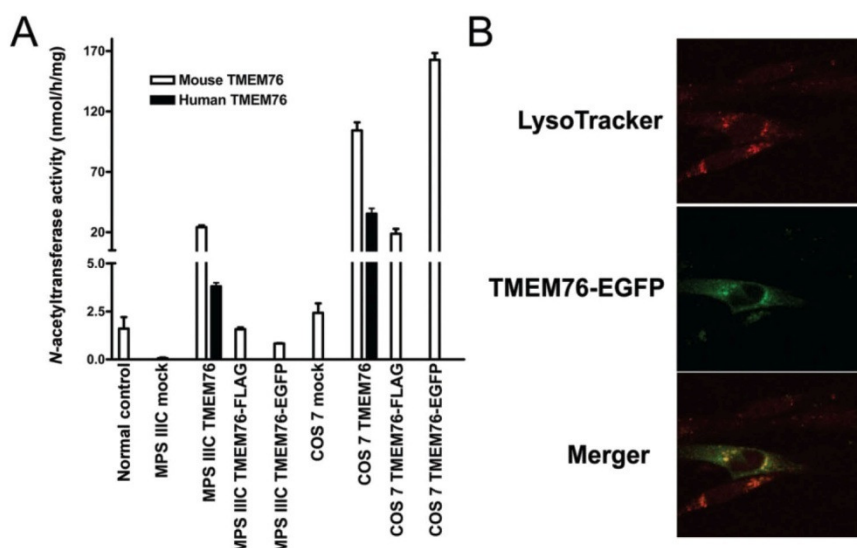 A
N-acetyltransferase activity (nmol/h/mg)
170
120
70
20
5.0
2.5
0.0
Mouse TMEM76
Human TMEM76
Normal control
MPS IIIC mock
MPS IIIC TMEM76
MPS IIIC TMEM76-FLAG
MPS IIIC TMEM76-EGFP
COS 7 mock
COS 7 TMEM76
COS 7 TMEM76-FLAG
COS 7 TMEM76-EGFP
B
LysoTracker
TMEM76-EGFP
Merger